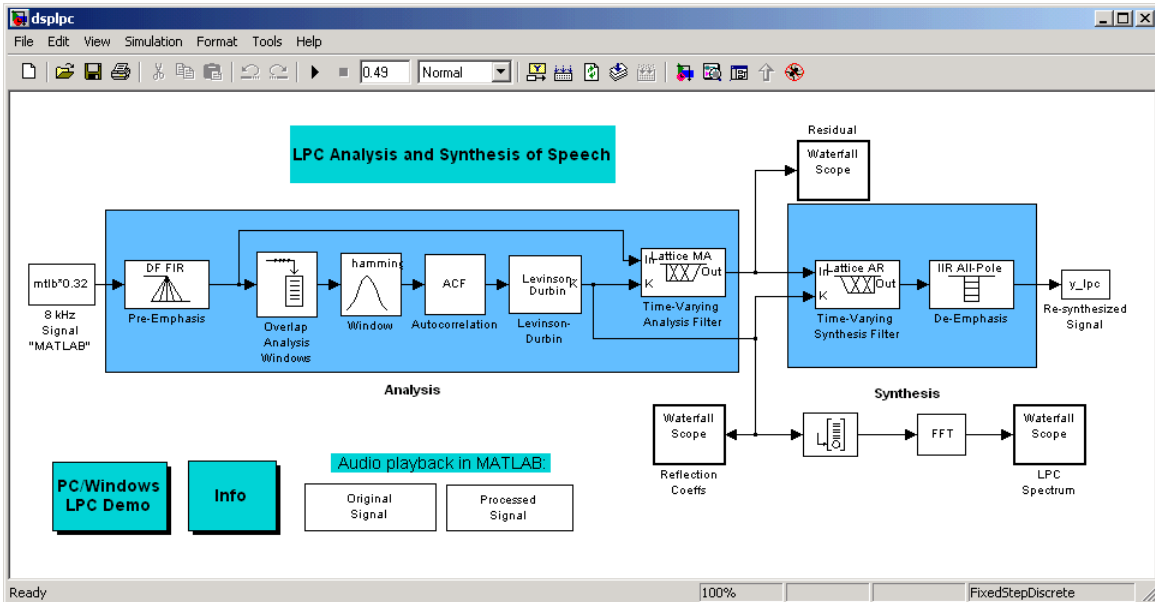 dsplpc
File Edit View Simulation Format Tools Help
0.49 Normal
LPC Analysis and Synthesis of Speech
Residual
Waterfall
Scope
mtlb*0.32
8 kHz
Signal
"MATLAB"
DF FIR
Pre-Emphasis
Overlap
Analysis
Windows
hamming
Window
ACF
Autocorrelation
Levinson
Durbin
K
Levinson-
Durbin
Lattice MA
In
Out
K
Time-Varying
Analysis Filter
Lattice AR
In
Out
K
Time-Varying
Synthesis Filter
IIR All-Pole
De-Emphasis
y_lpc
Re-synthesized
Signal
Analysis
Synthesis
Waterfall
Scope
Reflection
Coeffs
FFT
Waterfall
Scope
LPC
Spectrum
PC/Windows
LPC Demo
Info
Audio playback in MATLAB:
Original
Signal
Processed
Signal
Ready
100%
FixedStepDiscrete